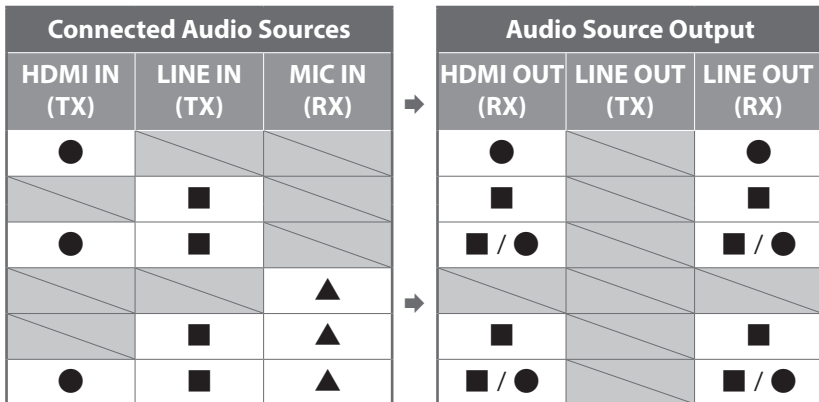 Connected Audio Sources
HDMI IN (TX) LINE IN (TX) MIC IN (RX)
● 
■
● ■
▲
■ ▲
● ■ ▲
Audio Source Output
HDMI OUT (RX) LINE OUT (TX) LINE OUT (RX)
● ●
■ ■
■ / ● ■ / ●
■ ■
■ / ● ■ / ●